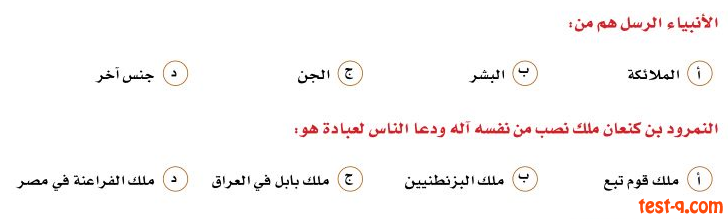 الأنبياء الرسل هم من:
أ الملائكة ب البشر ج الجن د جنس آخر
النمرود بن كنعان ملك نصب من نفسه آله ودعا الناس لعبادة هو:
أ ملك قوم تبع ب ملك البزنطنيين ج ملك بابل في العراق د ملك الفراعنة في مصر
test-q.com